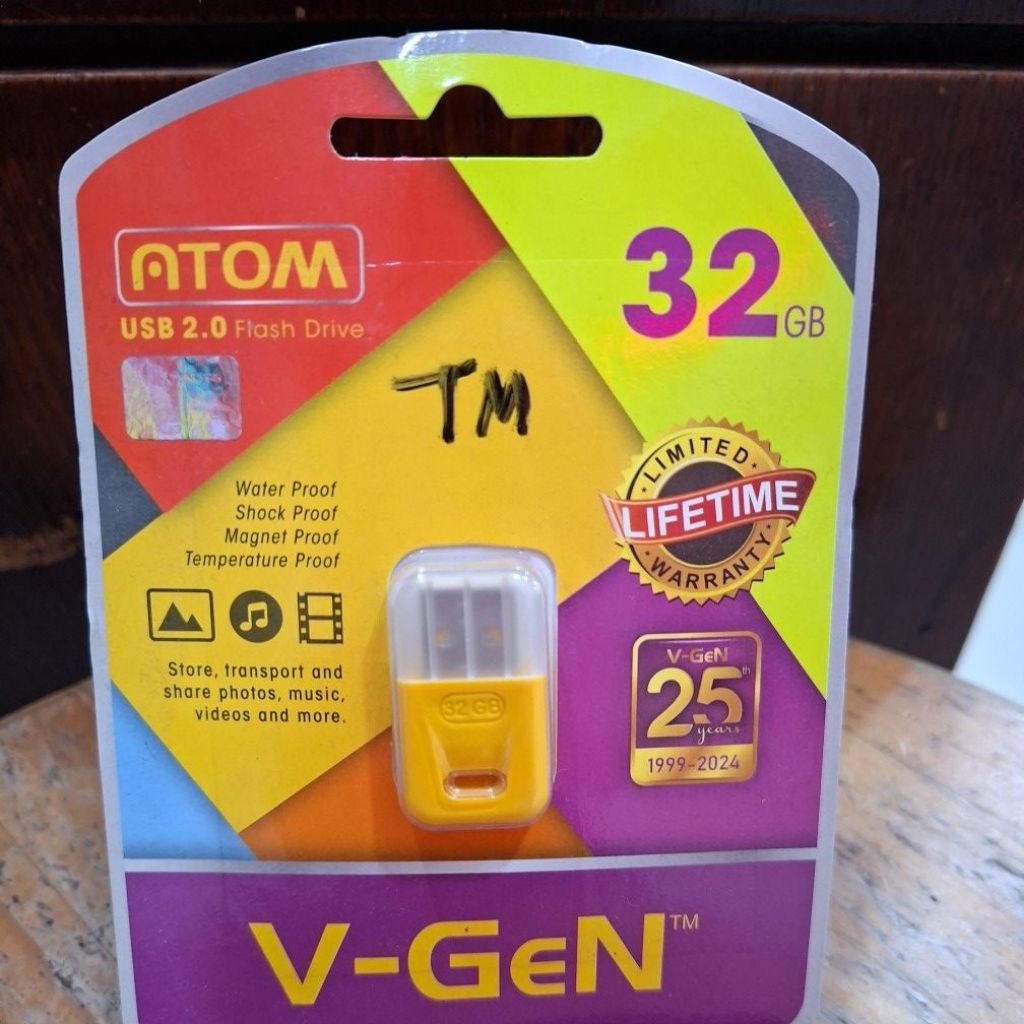 ATOM
USB 2.0 Flash Drive
32GB
TM
LIMITED
LIFETIME
WARRANTY
Water Proof
Shock Proof
Magnet Proof
Temperature Proof
Store, transport and
share photos, music,
videos and more.
32 GB
V-GeN
25th
years
1999-2024
V-GeN™